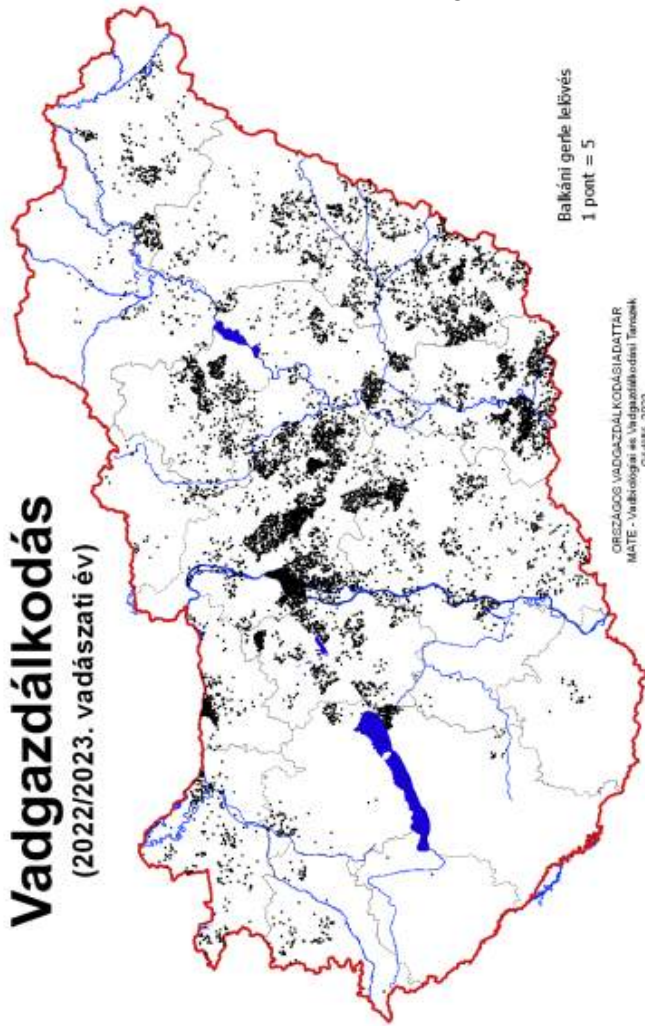 Vadgazdálkodás
(2022/2023. vadászati év)
Balkáni gerle lelövés
1 pont = 5
ORSZÁGOS VADGAZDÁLKODÁSI ADATTÁR
MATE - Vadbiológiai és Vadgazdálkodási Tanszék
2023